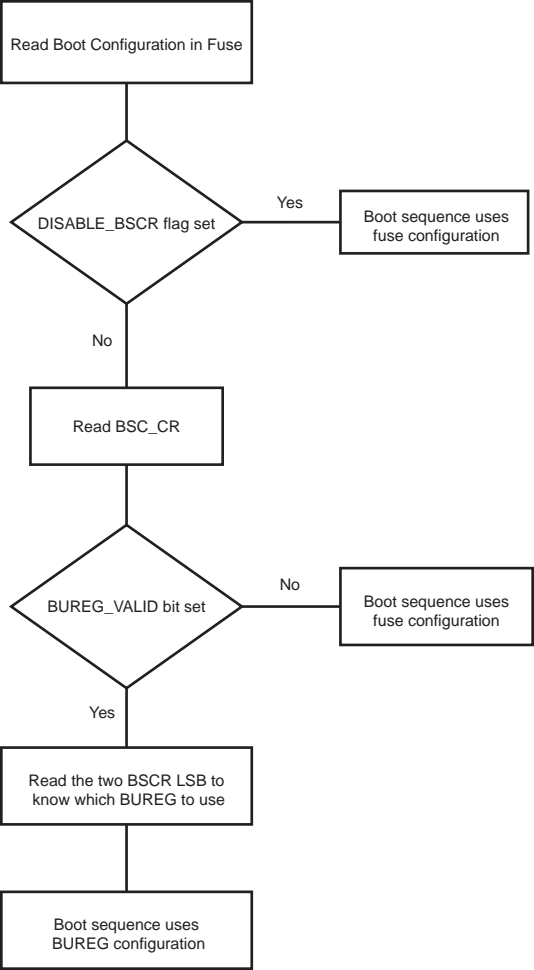 Read Boot Configuration in Fuse
DISABLE_BSCR flag set
Yes
Boot sequence uses
fuse configuration
No
Read BSC_CR
BUREG_VALID bit set
No
Boot sequence uses
fuse configuration
Yes
Read the two BSCR LSB to
know which BUREG to use
Boot sequence uses
BUREG configuration